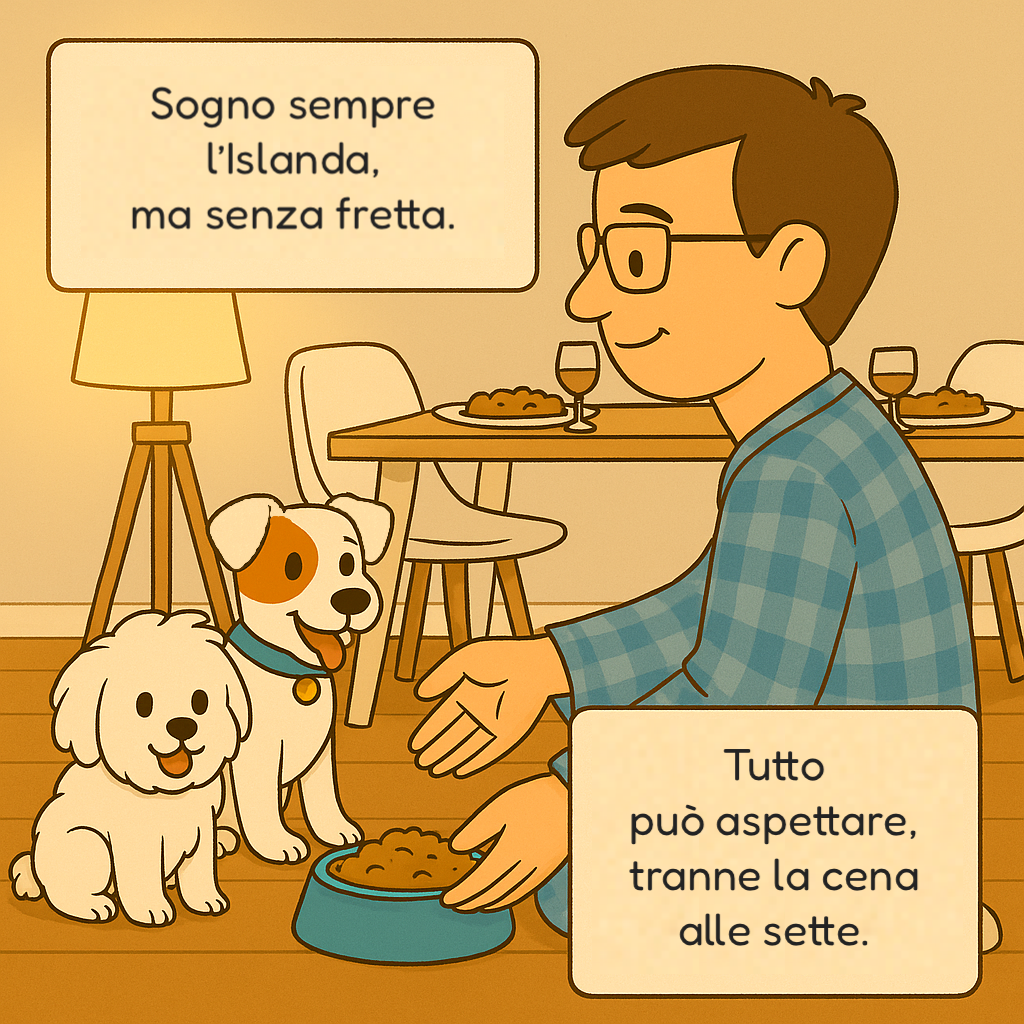 Sogno sempre
l'Islanda,
ma senza fretta.
Tutto
può aspettare,
tranne la cena
alle sette.